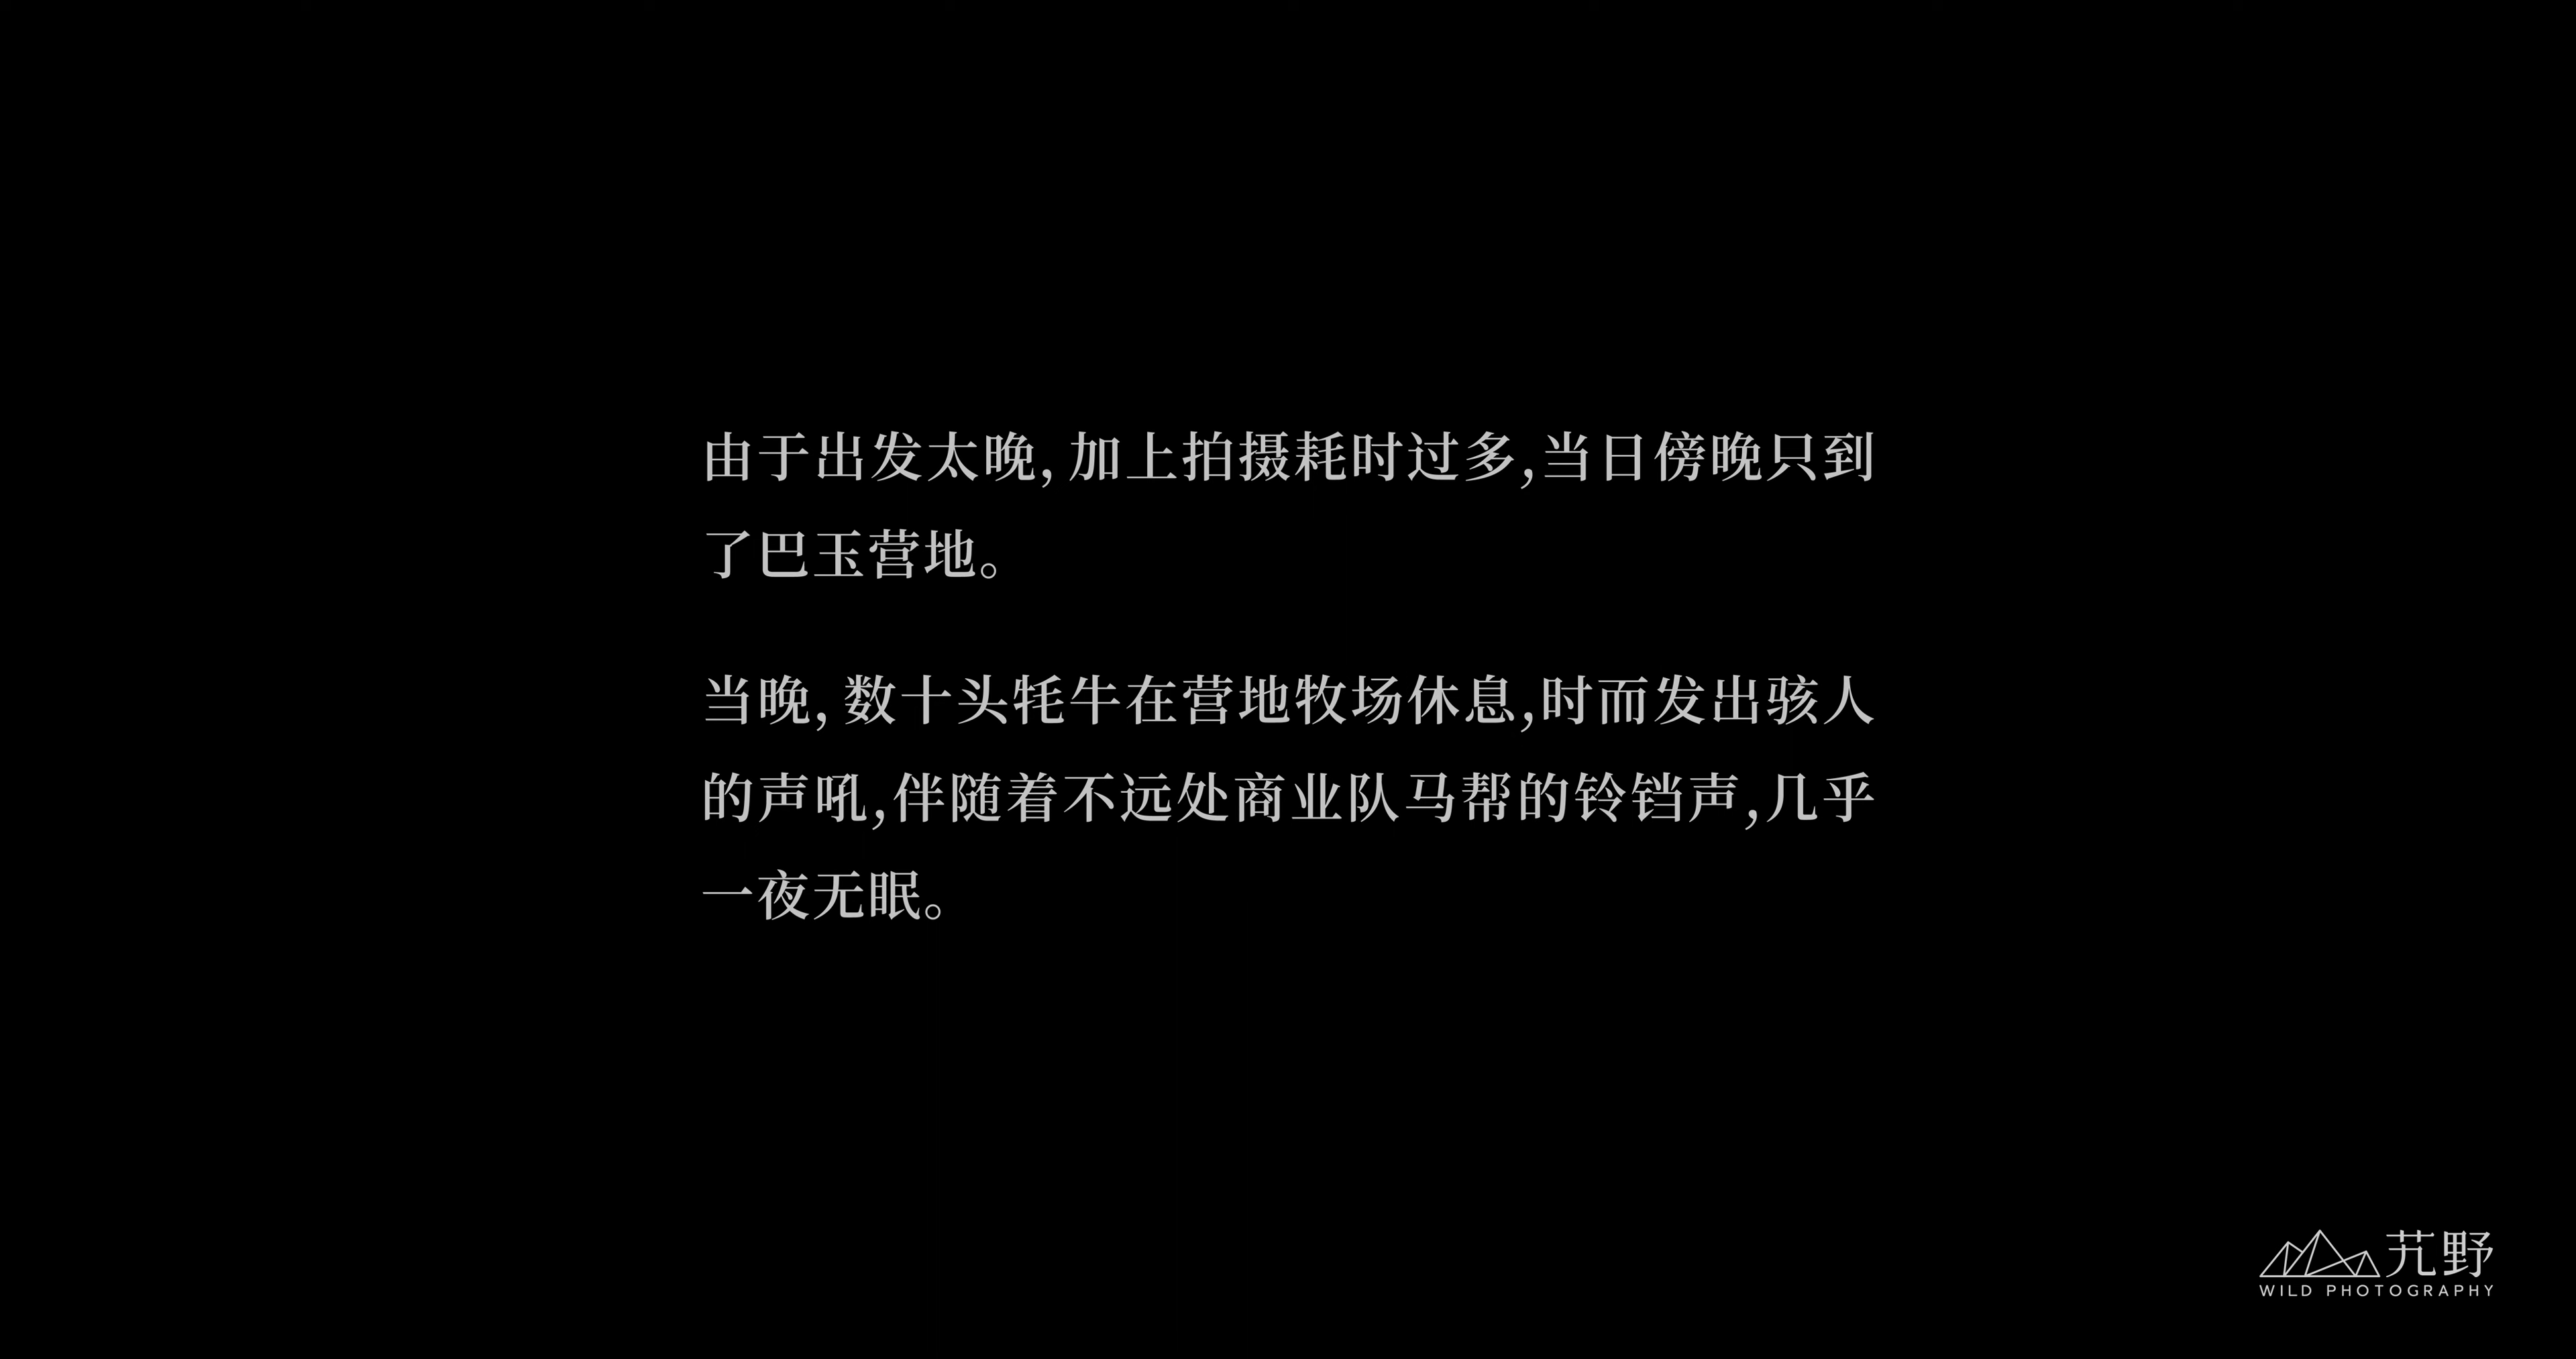 由于出发太晚, 加上拍摄耗时过多,当日傍晚只到
了巴玉营地。
当晚, 数十头牦牛在营地牧场休息,时而发出骇人
的声吼,伴随着不远处商业队马帮的铃铛声,几乎
一夜无眠。
艽野
WILD PHOTOGRAPHY